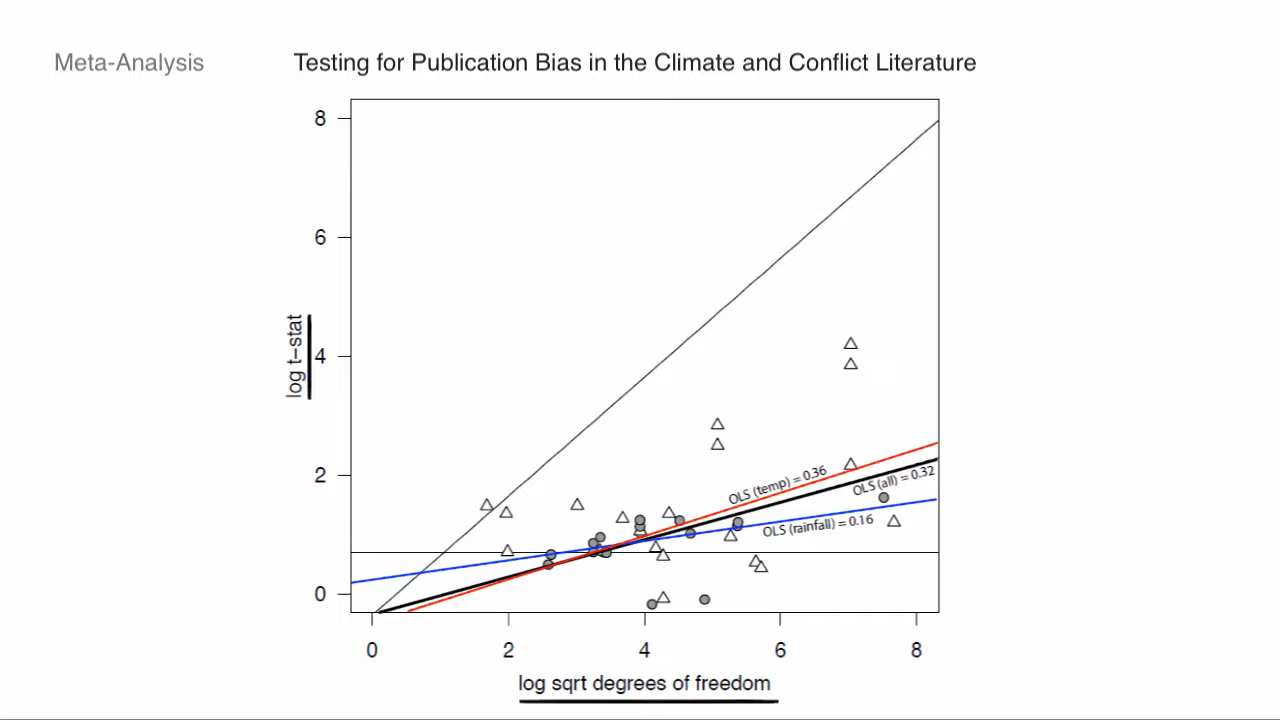 Meta-Analysis
Testing for Publication Bias in the Climate and Conflict Literature
8
6
4
2
0
log t-stat
OLS (temp) = 0.36
OLS (all) = 0.32
OLS (rainfall) = 0.16
0 2 4 6 8
log sqrt degrees of freedom